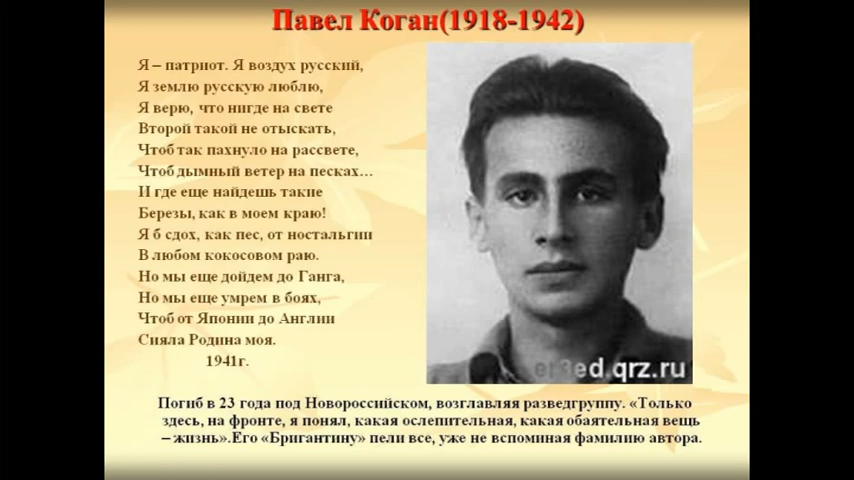 Павел Коган(1918-1942)
Я – патриот. Я воздух русский,
Я землю русскую люблю,
Я верю, что нигде на свете
Второй такой не отыскать,
Чтоб так пахнуло на рассвете,
Чтоб дымный ветер на песках…
И где еще найдешь такие
Березы, как в моем краю!
Я б сдох, как пес, от ностальгии
В любом кокосовом раю.
Но мы еще дойдем до Ганга,
Но мы еще умрем в боях,
Чтоб от Японии до Англии
Сияла Родина моя.
1941г.
Погиб в 23 года под Новороссийском, возглавляя разведгруппу. «Только
здесь, на фронте, я понял, какая ослепительная, какая обаятельная вещь
– жизнь».Его «Бригантину» пели все, уже не вспоминая фамилию автора.